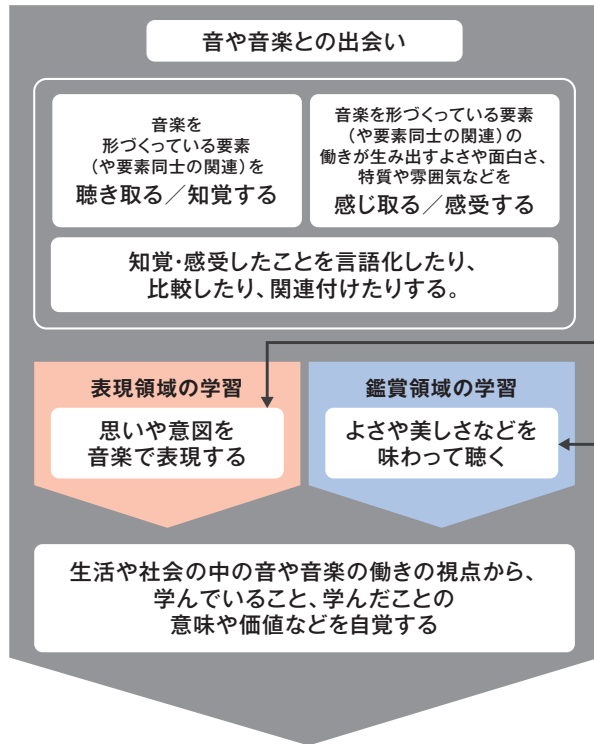 音や音楽との出会い
音楽を
形づくっている要素
（や要素同士の関連）を
聴き取る／知覚する
音楽を形づくっている要素
（や要素同士の関連）の
働きが生み出すよさや面白さ、
特質や雰囲気などを
感じ取る／感受する
知覚・感受したことを言語化したり、
比較したり、関連付けたりする。
表現領域の学習
思いや意図を
音楽で表現する
鑑賞領域の学習
よさや美しさなどを
味わって聴く
生活や社会の中の音や音楽の働きの視点から、
学んでいること、学んだことの
意味や価値などを自覚する